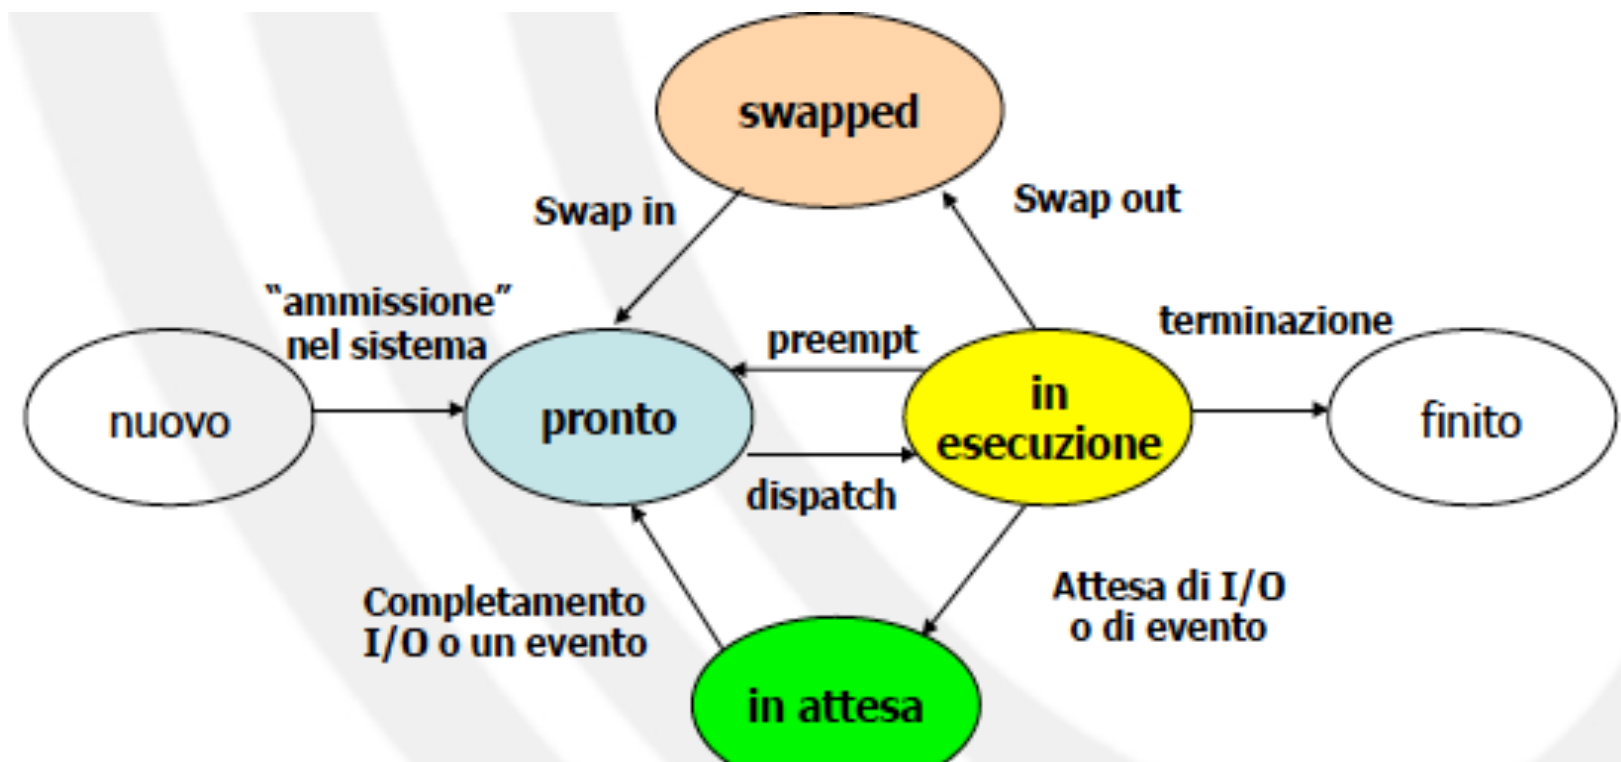 swapped
Swap in
Swap out
“ammissione”
nel sistema
preempt
terminazione
nuovo
pronto
in
esecuzione
finito
dispatch
Completamento
I/O o un evento
Attesa di I/O
o di evento
in attesa